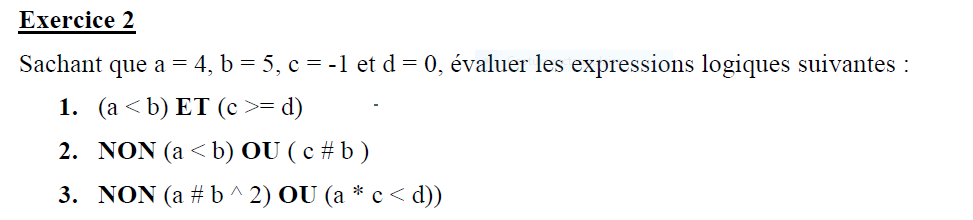 Exercice 2
Sachant que a = 4, b = 5, c = -1 et d = 0, évaluer les expressions logiques suivantes :
1. (a < b) ET (c >= d)
2. NON (a < b) OU ( c # b )
3. NON (a # b ^ 2) OU (a * c < d))